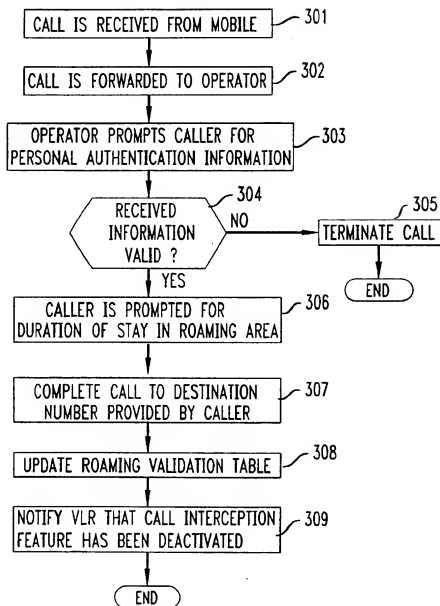 CALL IS RECEIVED FROM MOBILE
301
CALL IS FORWARDED TO OPERATOR
302
OPERATOR PROMPTS CALLER FOR
PERSONAL AUTHENTICATION INFORMATION
303
304
RECEIVED
INFORMATION
VALID ?
NO
305
TERMINATE CALL
END
YES
306
CALLER IS PROMPTED FOR
DURATION OF STAY IN ROAMING AREA
COMPLETE CALL TO DESTINATION
NUMBER PROVIDED BY CALLER
307
UPDATE ROAMING VALIDATION TABLE
308
NOTIFY VLR THAT CALL INTERCEPTION
FEATURE HAS BEEN DEACTIVATED
309
END